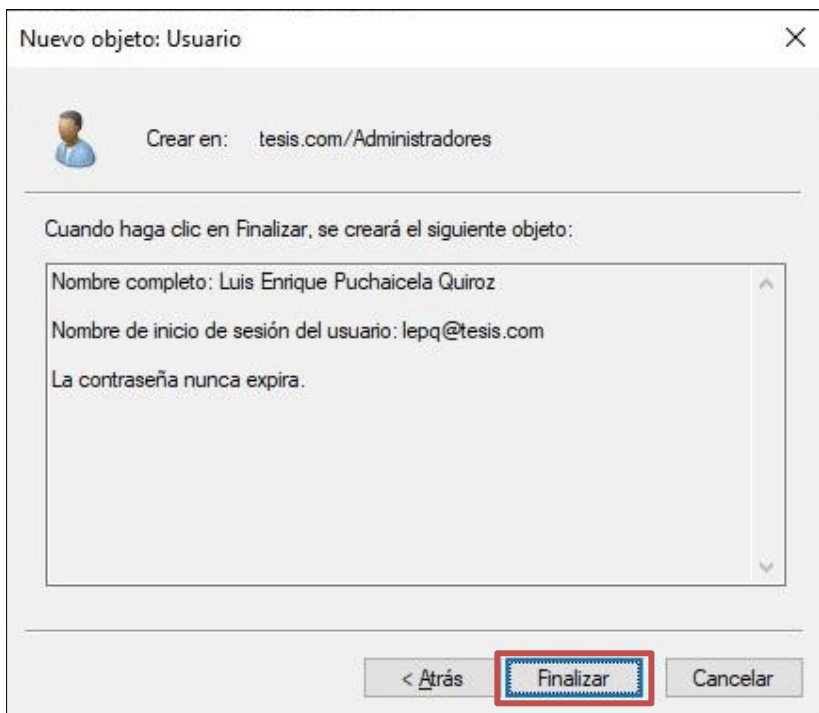 Nuevo objeto: Usuario
Crear en: tesis.com/Administradores
Cuando haga clic en Finalizar, se creará el siguiente objeto:
Nombre completo: Luis Enrique Puchaicela Quiroz
Nombre de inicio de sesión del usuario: lepq@tesis.com
La contraseña nunca expira.
< Atrás Finalizar Cancelar